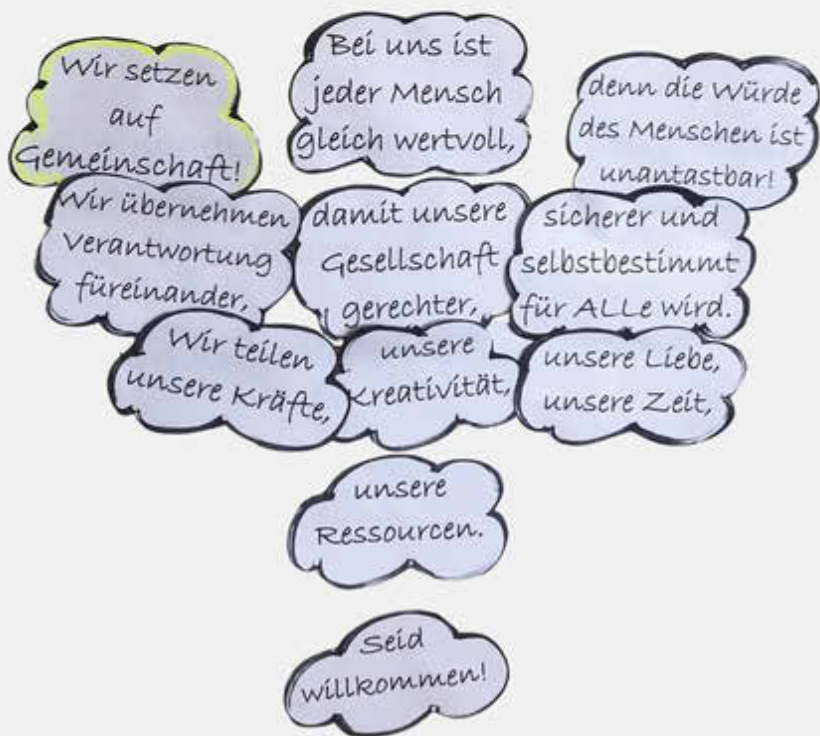 Wir setzen
auf
Gemeinschaft!
Bei uns ist
jeder Mensch
gleich wertvoll,
denn die Würde
des Menschen ist
unantastbar!
Wir übernehmen
Verantwortung
füreinander,
damit unsere
Gesellschaft
gerechter,
sicherer und
selbstbestimmt
für ALLe wird.
Wir teilen
unsere Kräfte,
unsere
Kreativität,
unsere Liebe,
unsere Zeit,
unsere
Ressourcen.
Seid
willkommen!